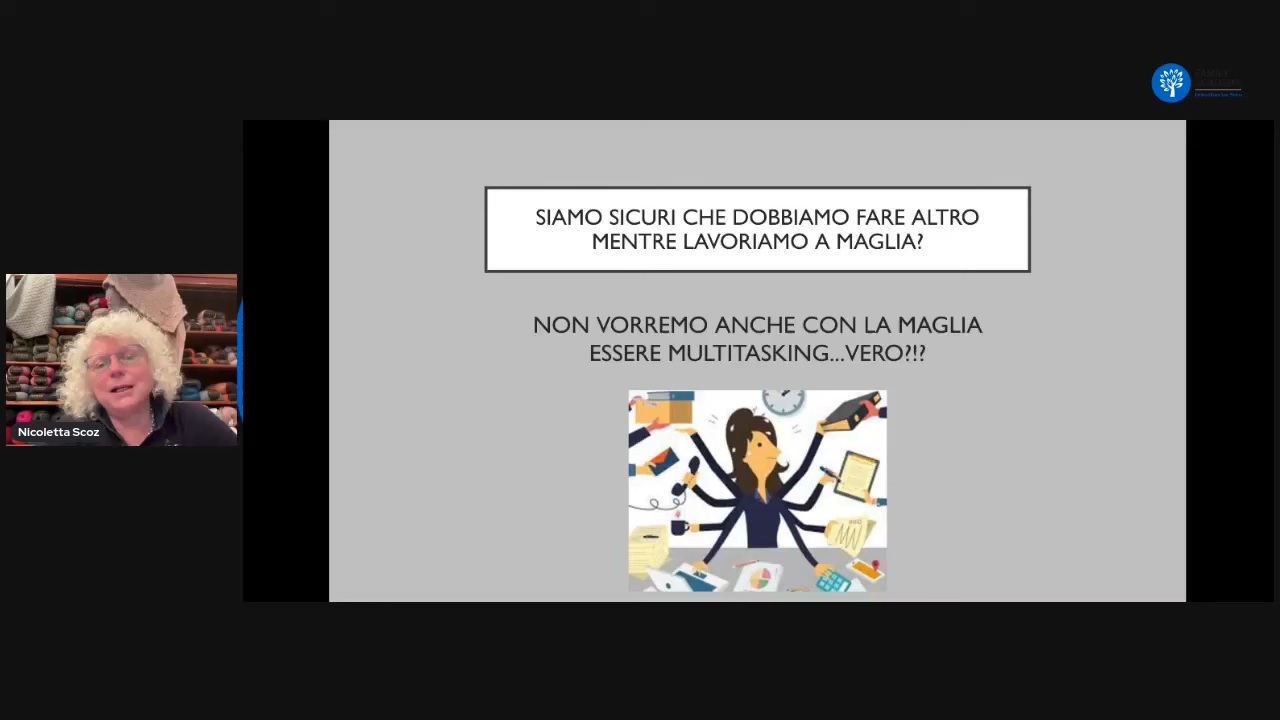 SIAMO SICURI CHE DOBBIAMO FARE ALTRO
MENTRE LAVORIAMO A MAGLIA?
NON VORREMO ANCHE CON LA MAGLIA
ESSERE MULTITASKING...VERO?!?
Nicoletta Scoz